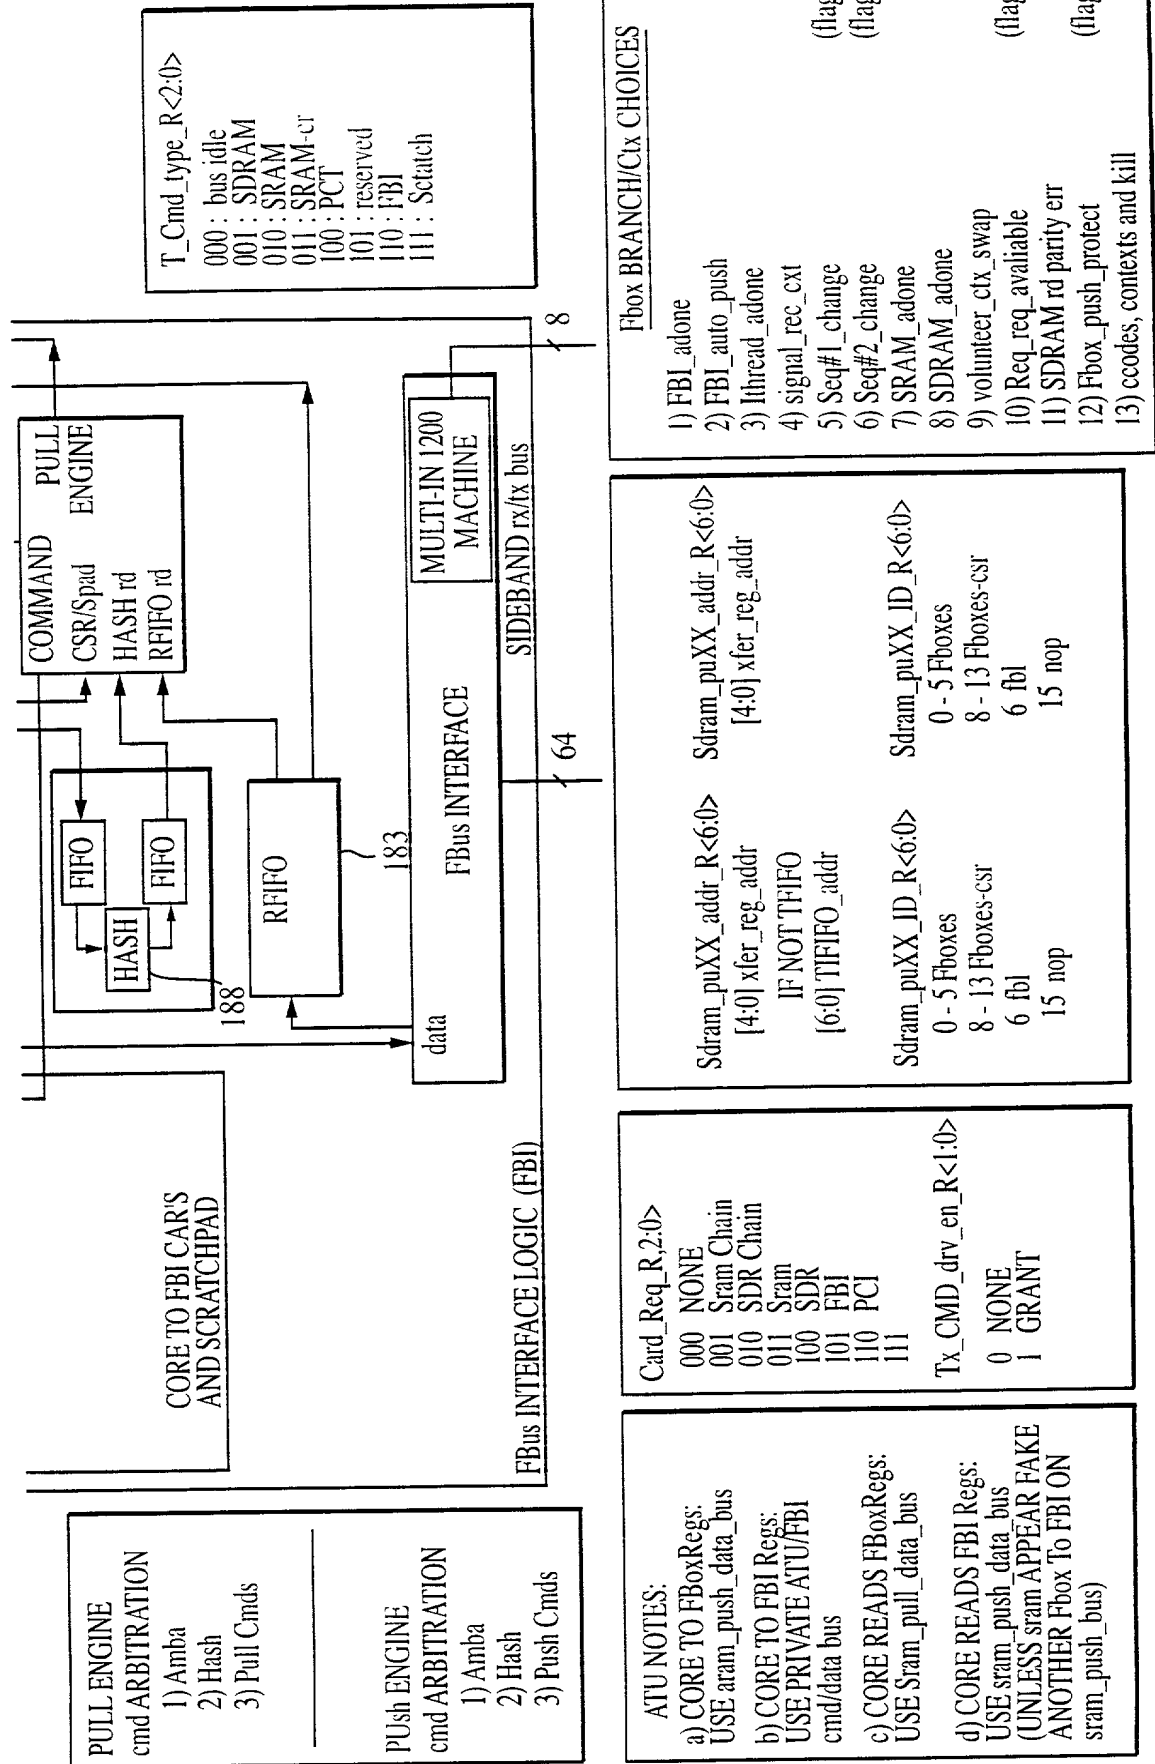 PULL ENGINE
cmd ARBITRATION
1) Amba
2) Hash
3) Pull Cmds
PUsh ENGINE
cmd ARBITRATION
1) Amba
2) Hash
3) Push Cmds
CORE TO FBI CAR'S
AND SCRATCHPAD
FBus INTERFACE LOGIC (FBI)
FIFO
HASH
FIFO
188
COMMAND PULL
CSR/Spad ENGINE
HASH rd
RFIFO rd
RFIFO
183
data
FBus INTERFACE
MULTI-IN 1200
MACHINE
SIDEBAND rx/tx bus
64
8
T_Cmd_type_R<2:0>
000 : bus idle
001 : SDRAM
010 : SRAM
011 : SRAM-cr
100 : PCT
101 : reserved
110 : FBI
111 : Sctatch
ATU NOTES:
a) CORE TO FBoxRegs:
USE aram_push_data_bus
b) CORE TO FBI Regs:
USE PRIVATE ATU/FBI
cmd/data bus
c) CORE READS FBoxRegs:
USE Sram_pull_data_bus
d) CORE READS FBI Regs:
USE sram_push_data_bus
(UNLESS sram APPEAR FAKE
ANOTHER Fbox To FBI ON
sram_push_bus)
Card_Req_R,2:0>
000 NONE
001 Sram Chain
010 SDR Chain
011 Sram
100 SDR
101 FBI
110 PCI
111
Tx_CMD_drv_en_R<1:0>
0 NONE
1 GRANT
Sdram_puXX_addr_R<6:0>
[4:0] xfer_reg_addr
IF NOT TFIFO
[6:0] TIFIFO_addr
Sdram_puXX_ID_R<6:0>
0 - 5 Fboxes
8 - 13 Fboxes-csr
6 fbl
15 nop
Sdram_puXX_addr_R<6:0>
[4:0] xfer_reg_addr
Sdram_puXX_ID_R<6:0>
0 - 5 Fboxes
8 - 13 Fboxes-csr
6 fbl
15 nop
Fbox BRANCH/Ctx CHOICES
1) FBI_adone
2) FBI_auto_push
3) Ithread_adone
4) signal_rec_cxt
5) Seq#1_change (flag
6) Seq#2_change (flag
7) SRAM_adone
8) SDRAM_adone
9) volunteer_ctx_swap
10) Req_req_avaliable (flag
11) SDRAM rd parity err
12) Fbox_push_protect (flag
13) ccodes, contexts and kill